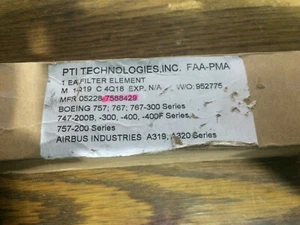 PTI TECHNOLOGIES,INC. FAA-PMA
1 EA FILTER ELEMENT
M 1Q19 C 4Q18 EXP. N/A W/O: 952775
MFR 05228-7588429
BOEING 757; 767; 767-300 Series
747-200B, -300, -400, -400F Series
757-200 Series
AIRBUS INDUSTRIES A319, A320 Series